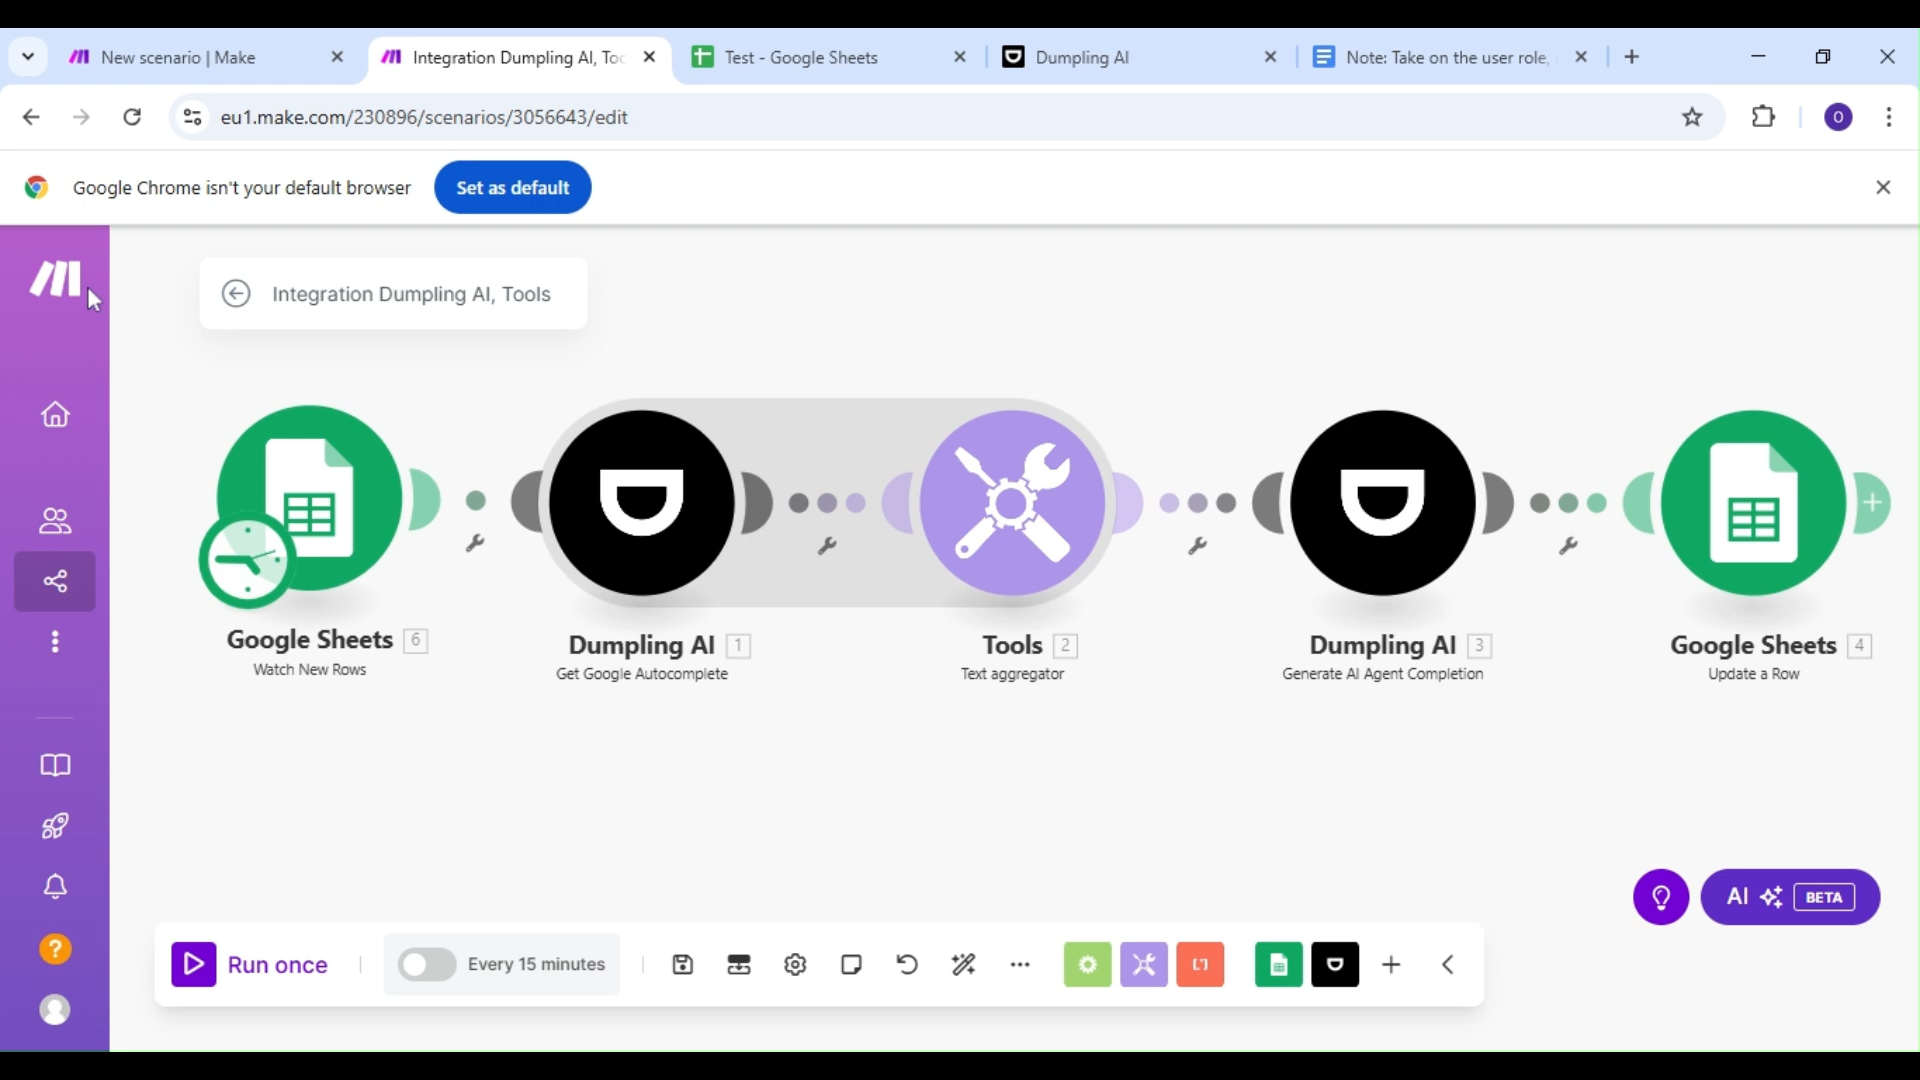 New scenario | Make
Integration Dumpling AI, Too
Test - Google Sheets
Dumpling AI
Note: Take on the user role,
eu1.make.com/230896/scenarios/3056643/edit
O
Google Chrome isn't your default browser
Set as default
Integration Dumpling AI, Tools
Google Sheets 6
Watch New Rows
Dumpling AI 1
Get Google Autocomplete
Tools 2
Text aggregator
Dumpling AI 3
Generate AI Agent Completion
Google Sheets 4
Update a Row
AI BETA
?
Run once
Every 15 minutes